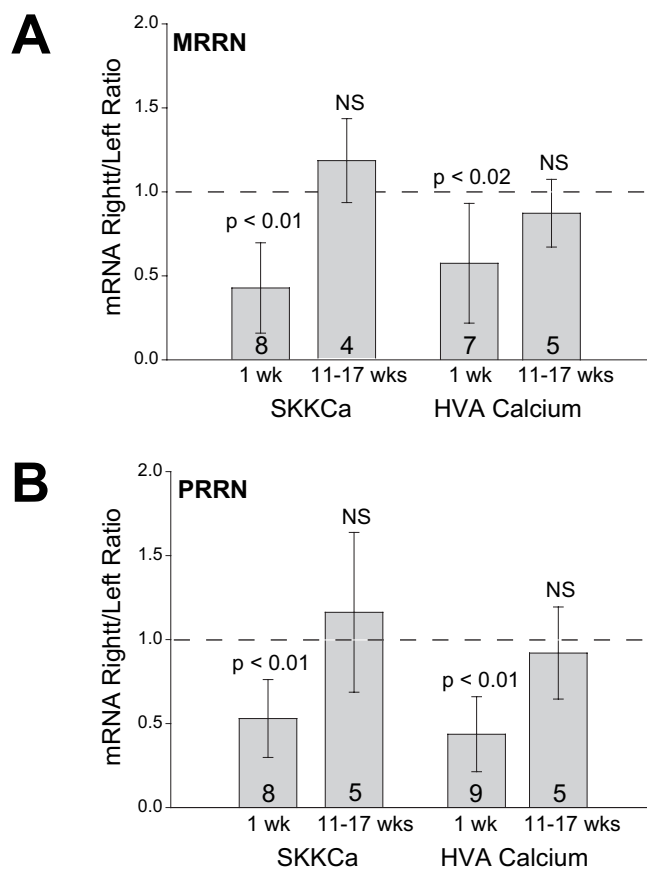 A
MRRN
mRNA Rightt/Left Ratio
2.0
1.5
1.0
0.5
0.0
p < 0.01
NS
p < 0.02
NS
8
4
7
5
1 wk
11-17 wks
1 wk
11-17 wks
SKKCa
HVA Calcium
B
PRRN
mRNA Rightt/Left Ratio
2.0
1.5
1.0
0.5
0.0
p < 0.01
NS
p < 0.01
NS
8
5
9
5
1 wk
11-17 wks
1 wk
11-17 wks
SKKCa
HVA Calcium